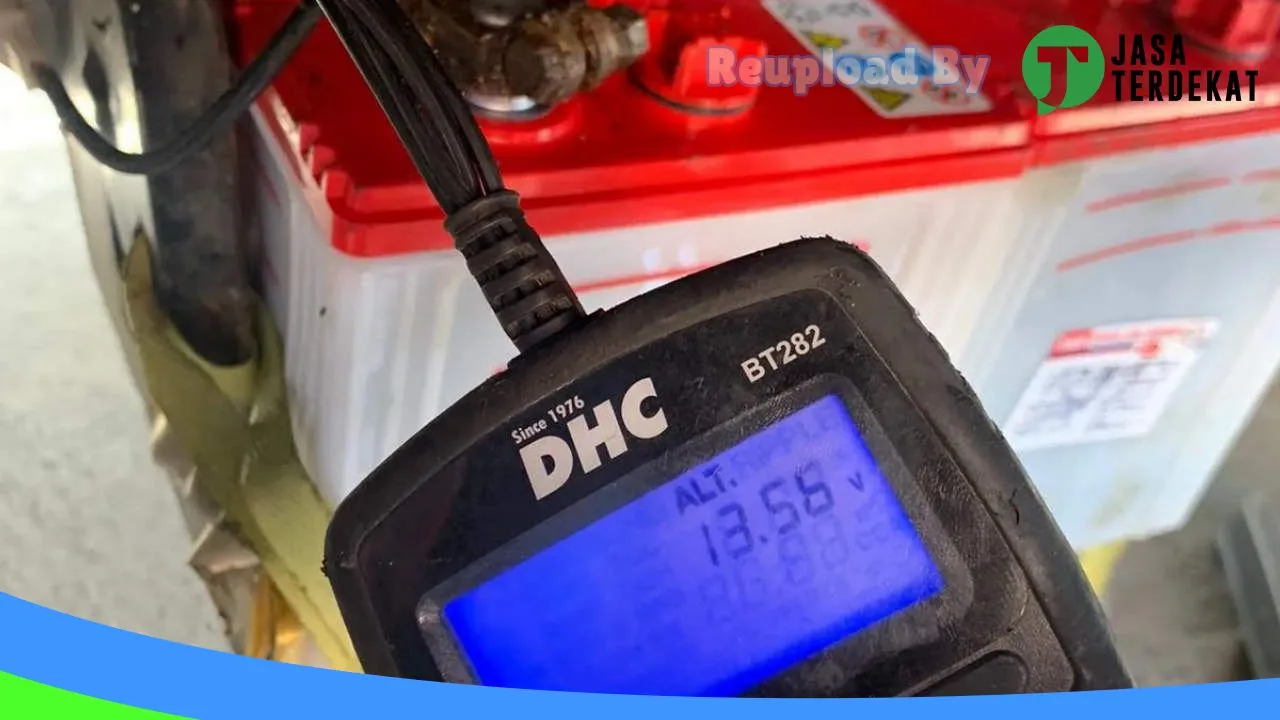 Reupload By
JASA
TERDEKAT
BT282
Since 1976
DHC
ALT.
13.56 v